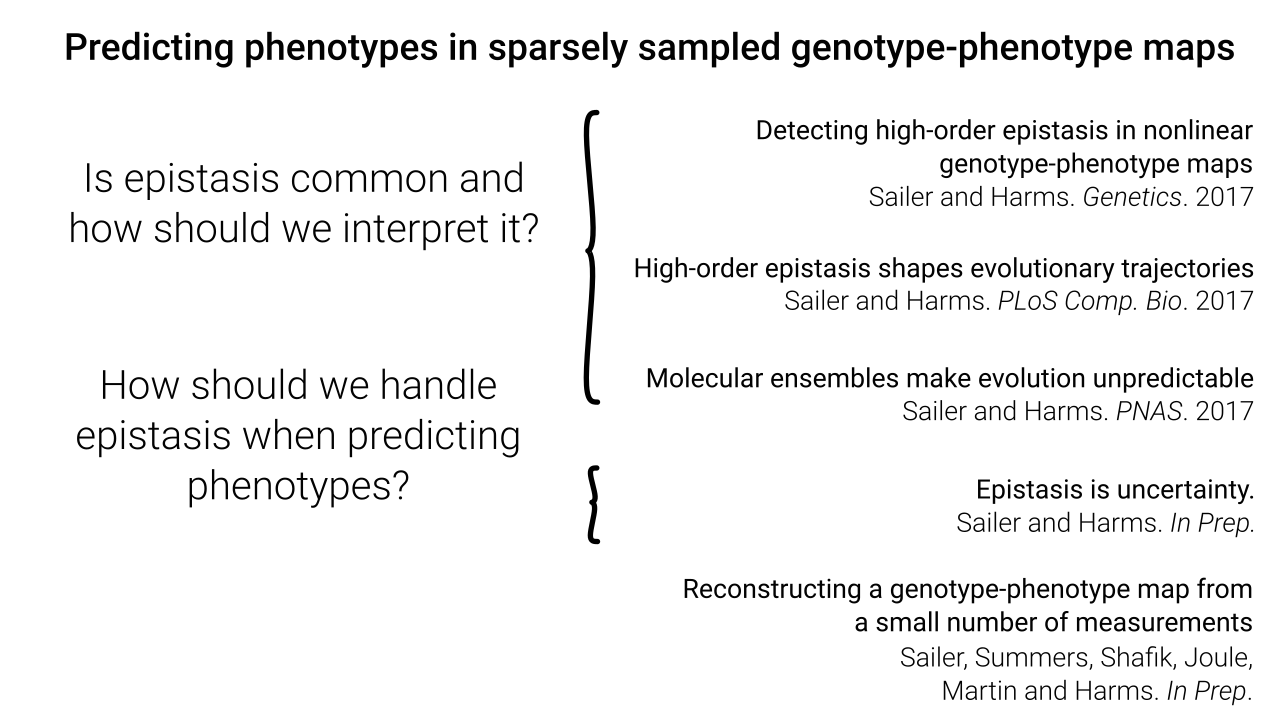 Predicting phenotypes in sparsely sampled genotype-phenotype maps
Is epistasis common and
how should we interpret it?
How should we handle
epistasis when predicting
phenotypes?
Detecting high-order epistasis in nonlinear
genotype-phenotype maps
Sailer and Harms. Genetics. 2017
High-order epistasis shapes evolutionary trajectories
Sailer and Harms. PLoS Comp. Bio. 2017
Molecular ensembles make evolution unpredictable
Sailer and Harms. PNAS. 2017
Epistasis is uncertainty.
Sailer and Harms. In Prep.
Reconstructing a genotype-phenotype map from
a small number of measurements
Sailer, Summers, Shafik, Joule,
Martin and Harms. In Prep.